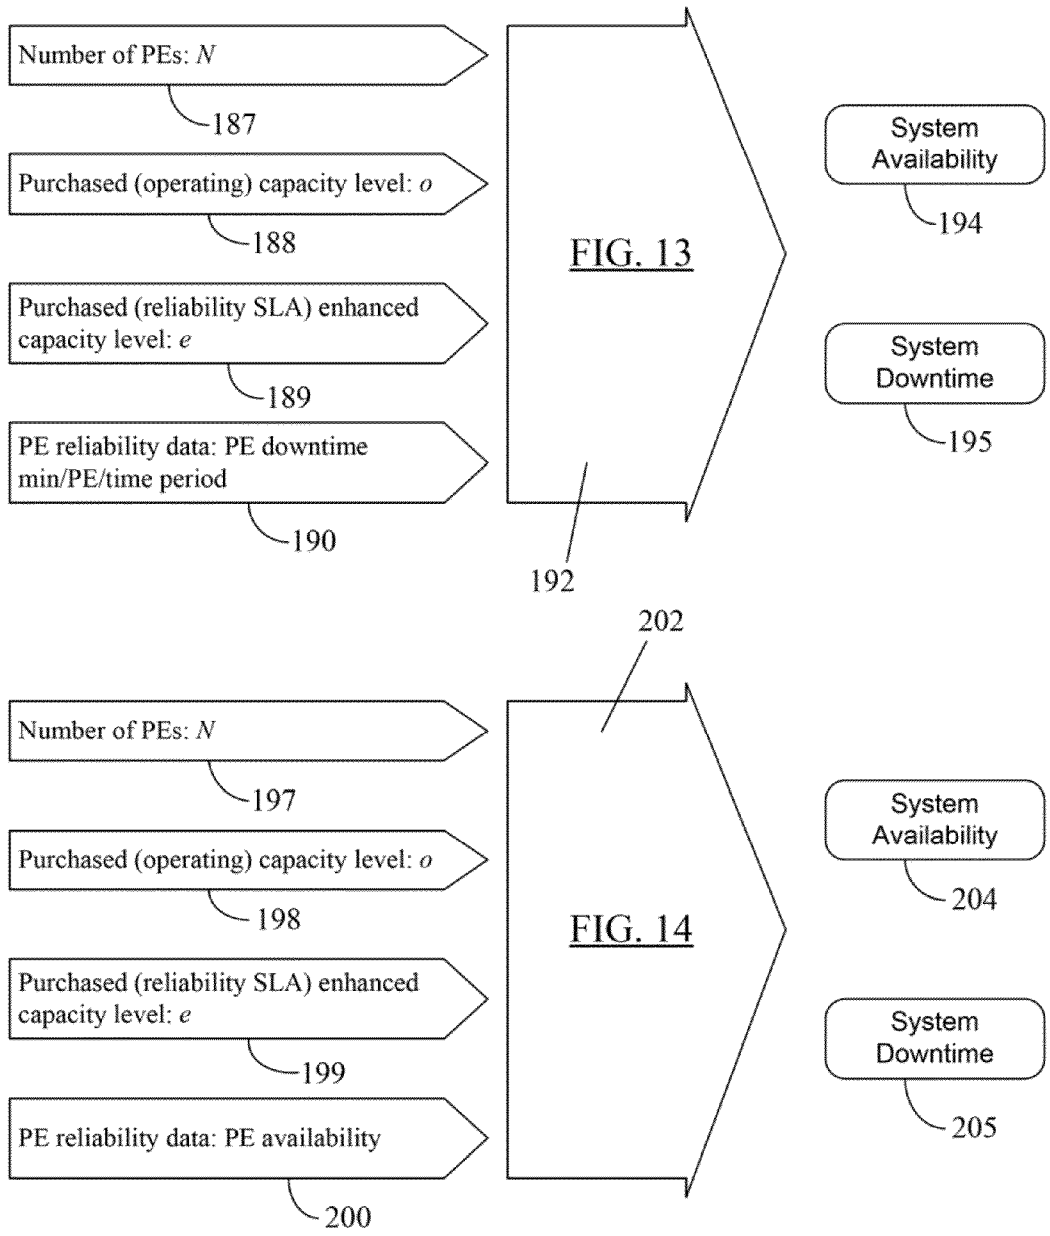 Number of PEs: N
187
Purchased (operating) capacity level: o
188
Purchased (reliability SLA) enhanced
capacity level: e
189
PE reliability data: PE downtime
min/PE/time period
190
FIG. 13
192
System
Availability
194
System
Downtime
195
202
Number of PEs: N
197
Purchased (operating) capacity level: o
198
Purchased (reliability SLA) enhanced
capacity level: e
199
PE reliability data: PE availability
200
FIG. 14
System
Availability
204
System
Downtime
205